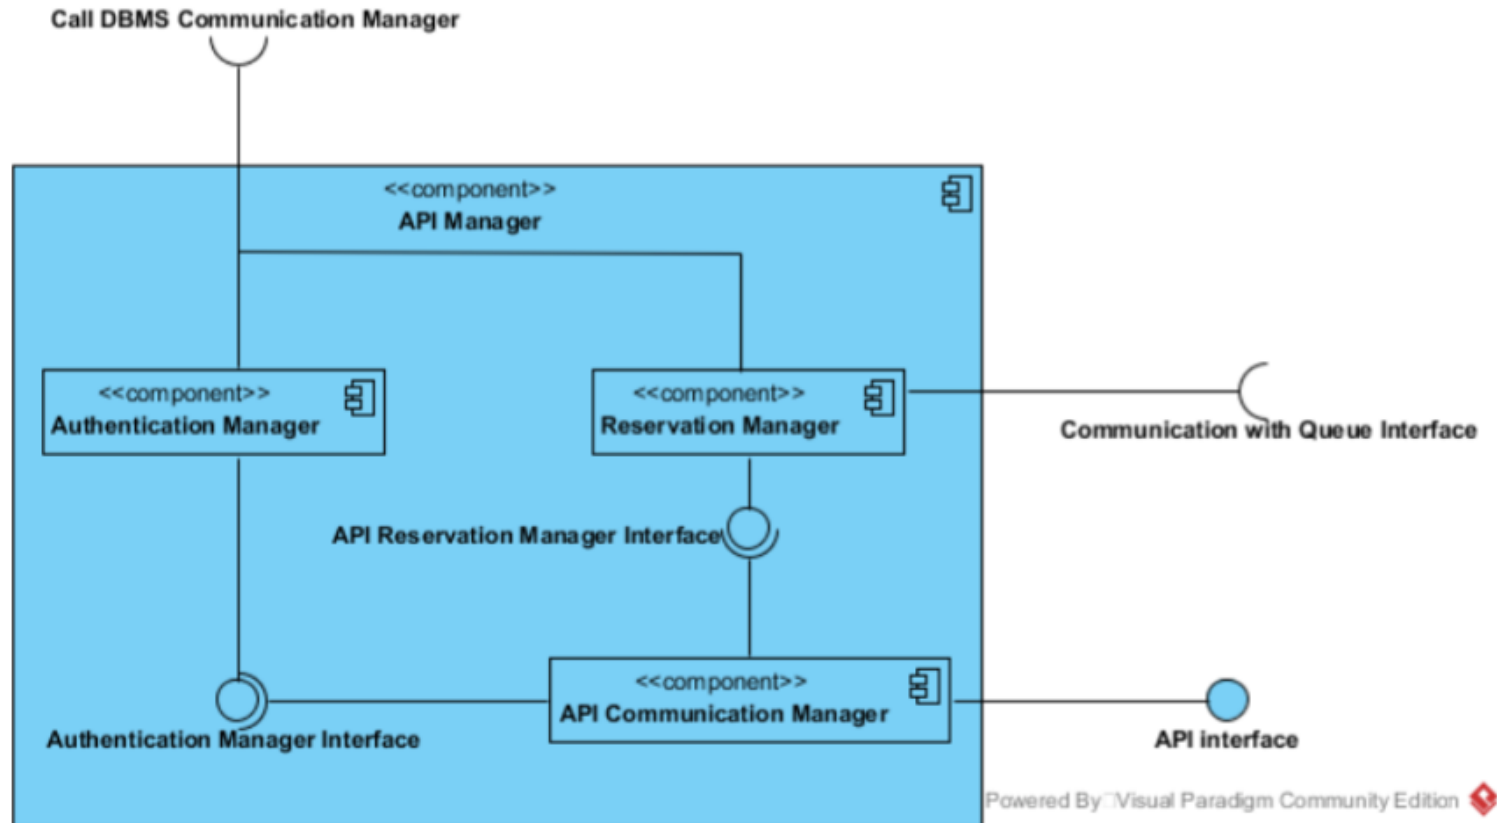 Call DBMS Communication Manager
<<component>>
API Manager
<<component>>
Authentication Manager
<<component>>
Reservation Manager
Communication with Queue Interface
API Reservation Manager Interface
<<component>>
API Communication Manager
Authentication Manager Interface
API interface
Powered By Visual Paradigm Community Edition